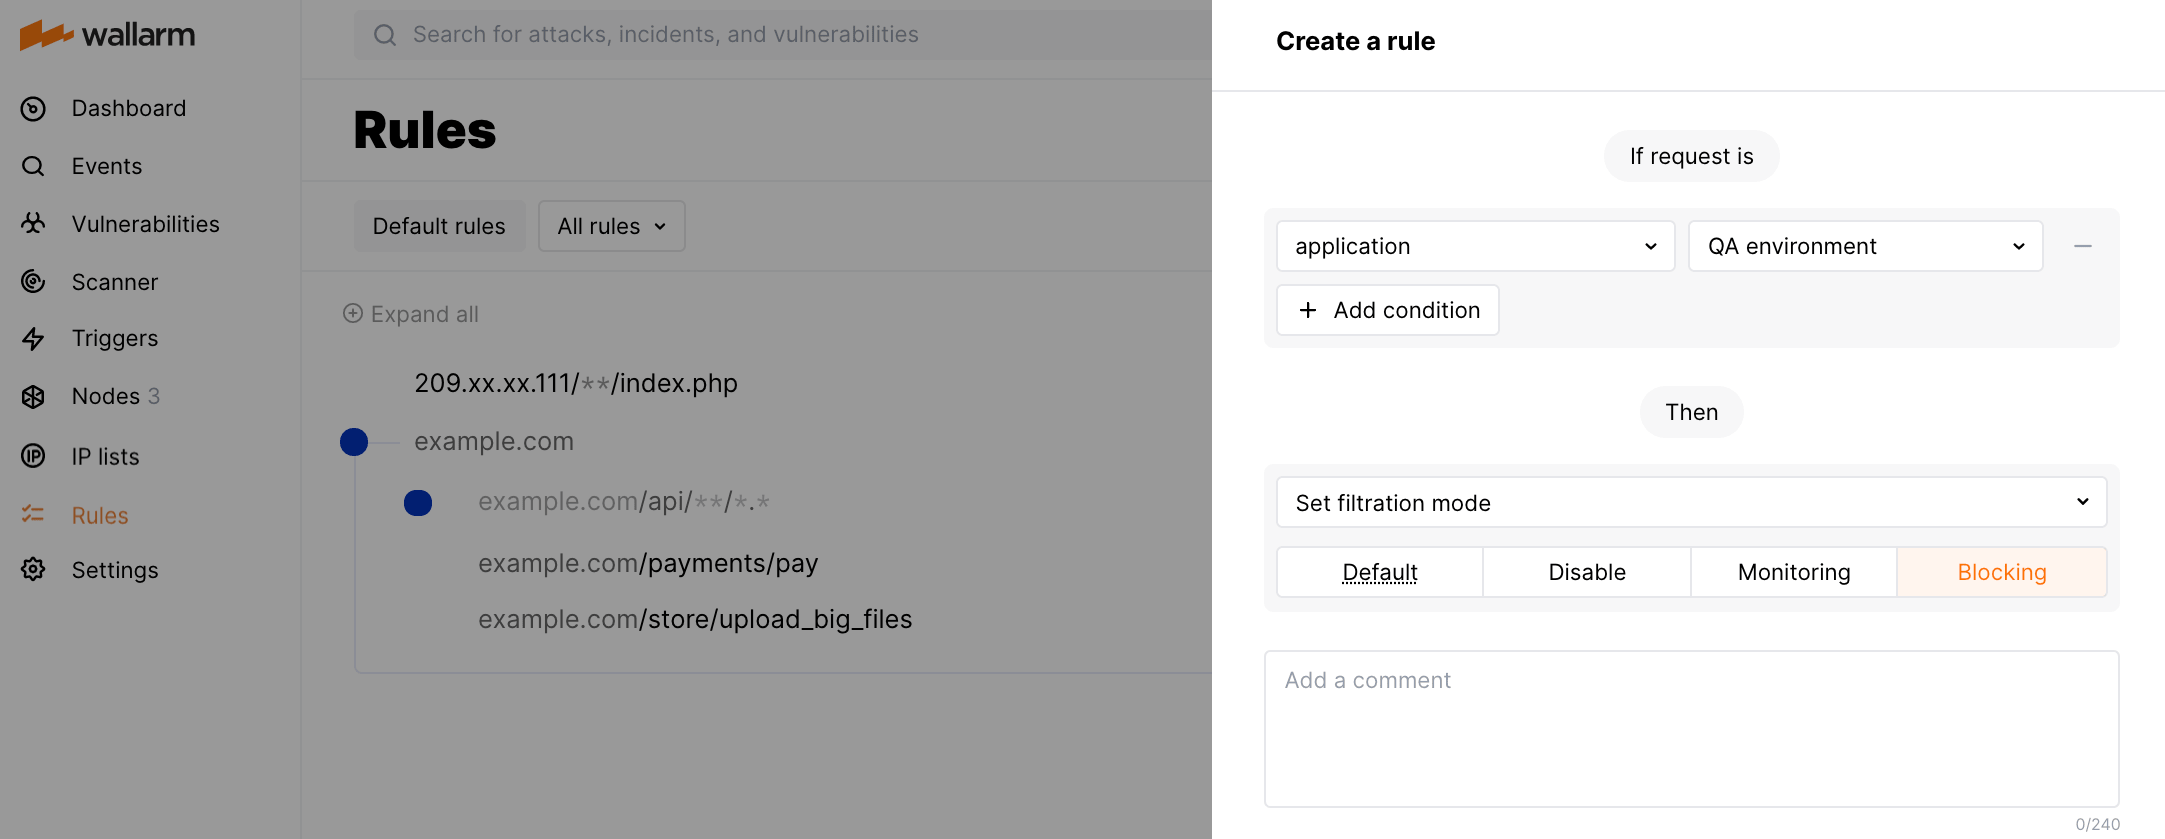 wallarm
Dashboard
Events
Vulnerabilities
Scanner
Triggers
Nodes 3
IP lists
Rules
Settings
Search for attacks, incidents, and vulnerabilities
Rules
Default rules
All rules
Expand all
209.xx.xx.111/**/index.php
example.com
example.com/api/**/*.*
example.com/payments/pay
example.com/store/upload_big_files
Create a rule
If request is
application
QA environment
+ Add condition
Then
Set filtration mode
Default
Disable
Monitoring
Blocking
Add a comment
0/240